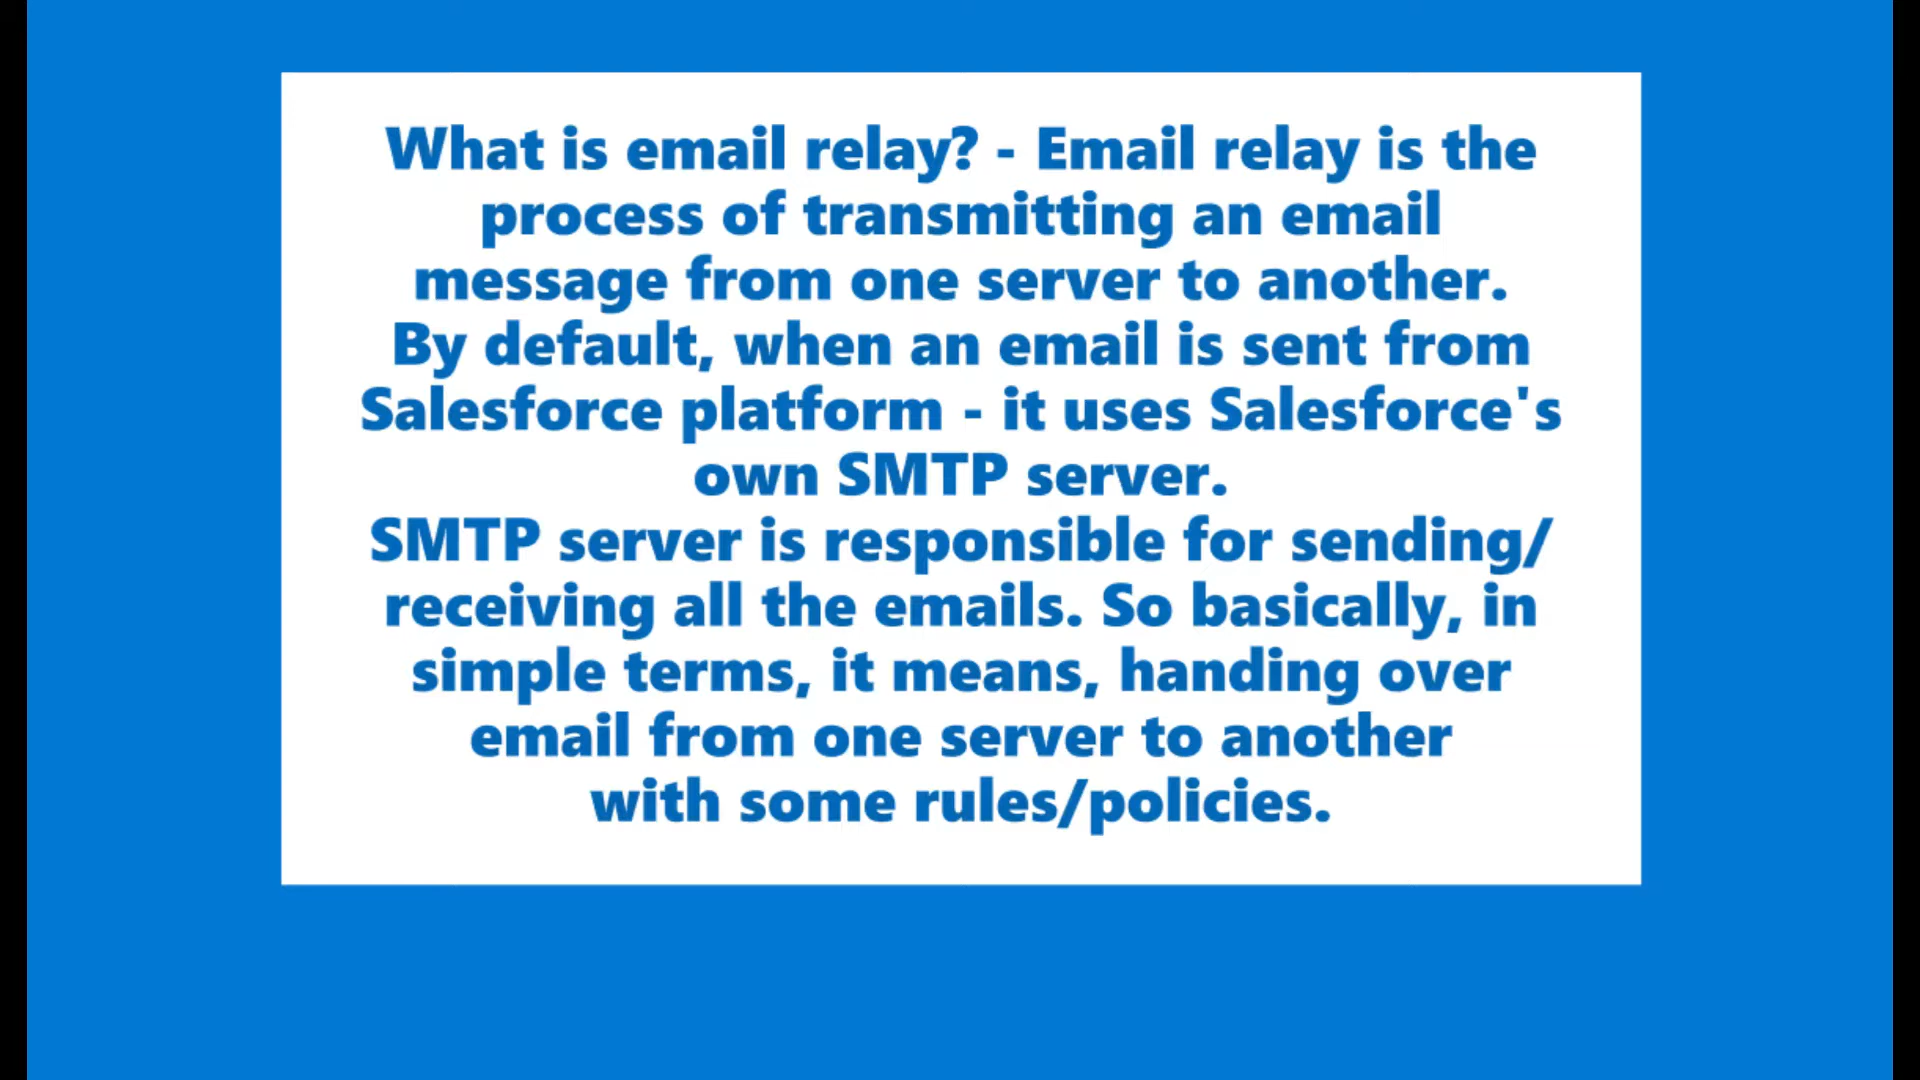 What is email relay? - Email relay is the
process of transmitting an email
message from one server to another.
By default, when an email is sent from
Salesforce platform - it uses Salesforce's
own SMTP server.
SMTP server is responsible for sending/
receiving all the emails. So basically, in
simple terms, it means, handing over
email from one server to another
with some rules/policies.